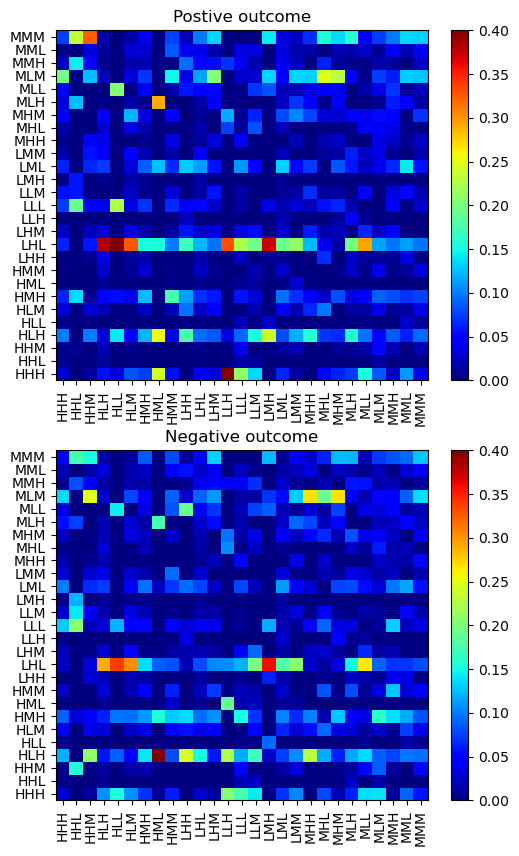 Postive outcome
MMM
MML
MMH
MLM
MLL
MLH
MHM
MHL
MHH
LMM
LML
LMH
LLM
LLL
LLH
LHM
LHL
LHH
HMM
HML
HMH
HLM
HLL
HLH
HHM
HHL
HHH
HHH HHL HHM HLH HLL HLM HMH HML HMM LHH LHL LHM LLH LLL LLM LMH LML LMM MHH MHL MHM MLH MLL MLM MMH MML MMM
0.40
0.35
0.30
0.25
0.20
0.15
0.10
0.05
0.00
Negative outcome
MMM
MML
MMH
MLM
MLL
MLH
MHM
MHL
MHH
LMM
LML
LMH
LLM
LLL
LLH
LHM
LHL
LHH
HMM
HML
HMH
HLM
HLL
HLH
HHM
HHL
HHH
HHH HHL HHM HLH HLL HLM HMH HML HMM LHH LHL LHM LLH LLL LLM LMH LML LMM MHH MHL MHM MLH MLL MLM MMH MML MMM
0.40
0.35
0.30
0.25
0.20
0.15
0.10
0.05
0.00